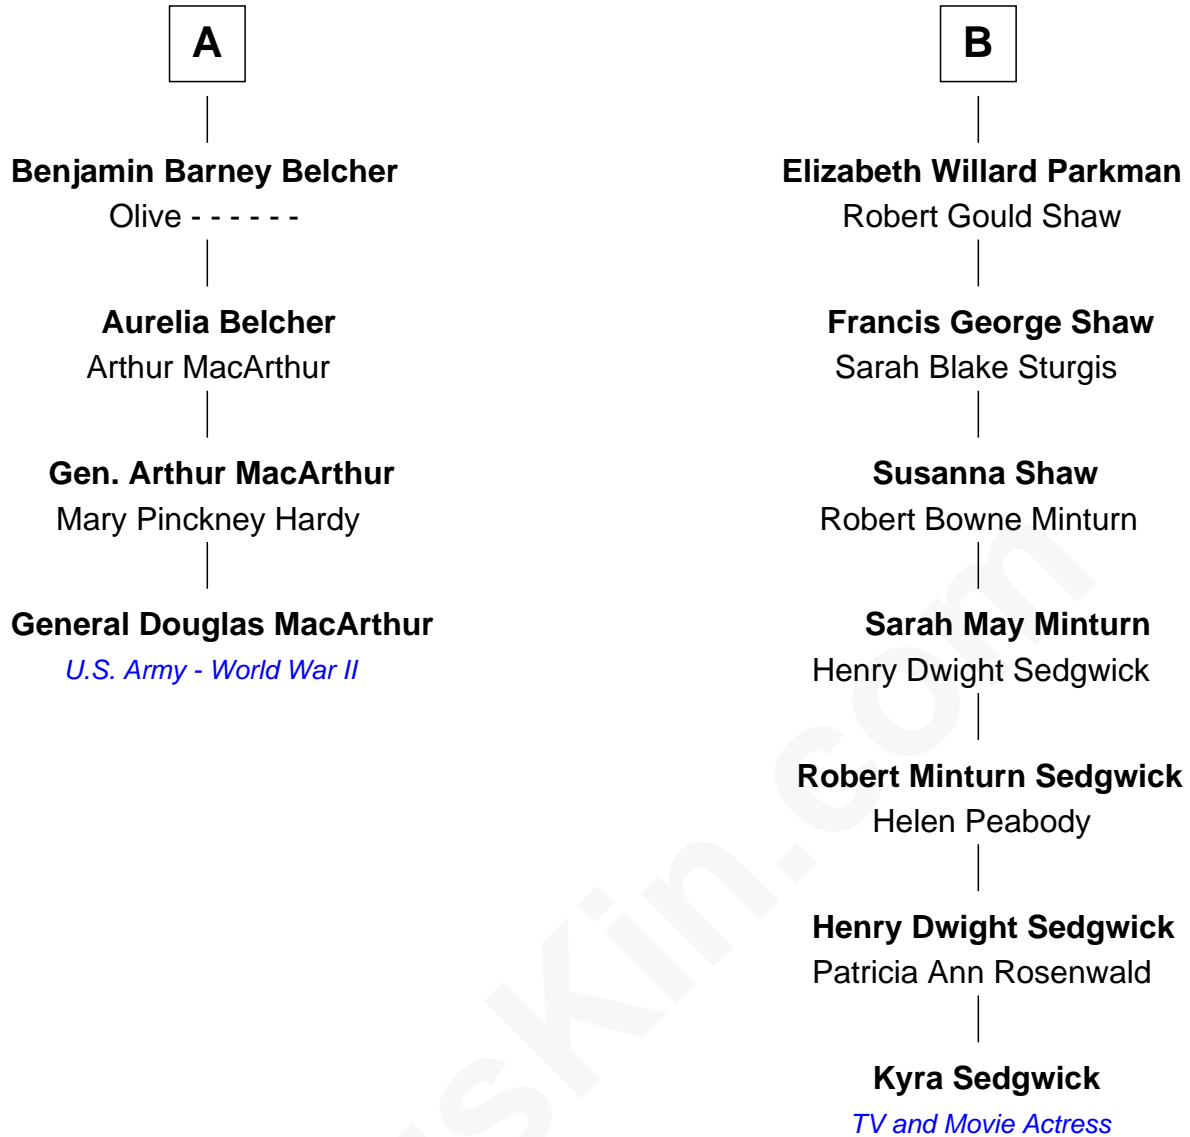 A
Benjamin Barney Belcher
Olive - - - - - -
Aurelia Belcher
Arthur MacArthur
Gen. Arthur MacArthur
Mary Pinckney Hardy
General Douglas MacArthur
U.S. Army - World War II
B
Elizabeth Willard Parkman
Robert Gould Shaw
Francis George Shaw
Sarah Blake Sturgis
Susanna Shaw
Robert Bowne Minturn
Sarah May Minturn
Henry Dwight Sedgwick
Robert Minturn Sedgwick
Helen Peabody
Henry Dwight Sedgwick
Patricia Ann Rosenwald
Kyra Sedgwick
TV and Movie Actress
sKin.com